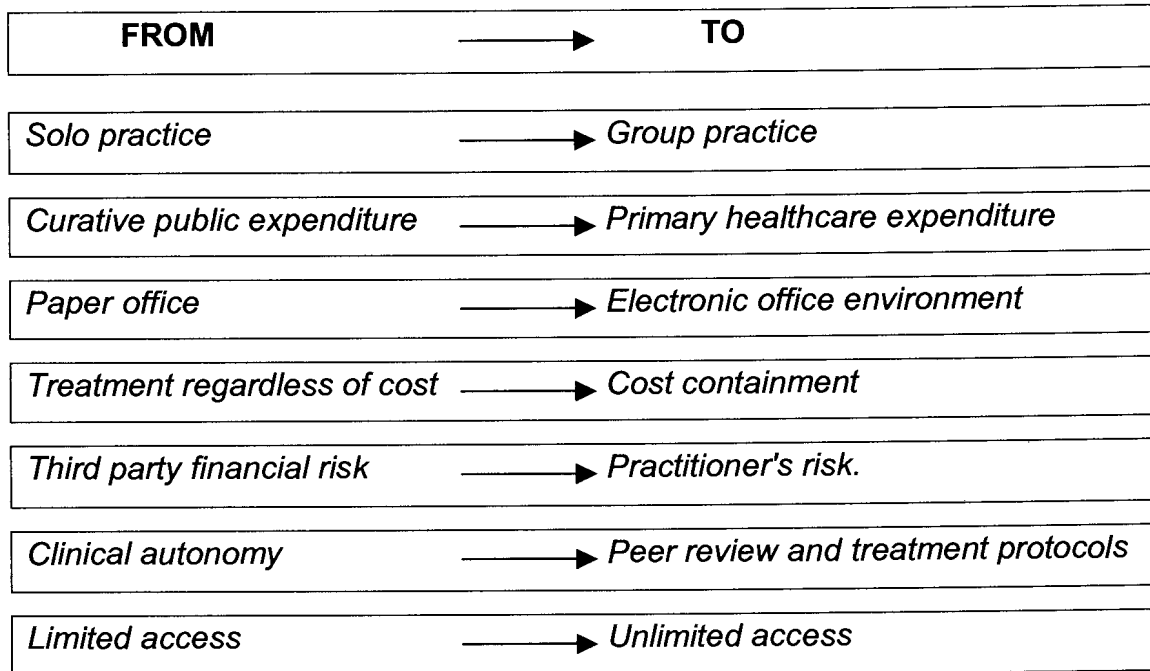 FROM → TO
Solo practice → Group practice
Curative public expenditure → Primary healthcare expenditure
Paper office → Electronic office environment
Treatment regardless of cost → Cost containment
Third party financial risk → Practitioner's risk.
Clinical autonomy → Peer review and treatment protocols
Limited access → Unlimited access